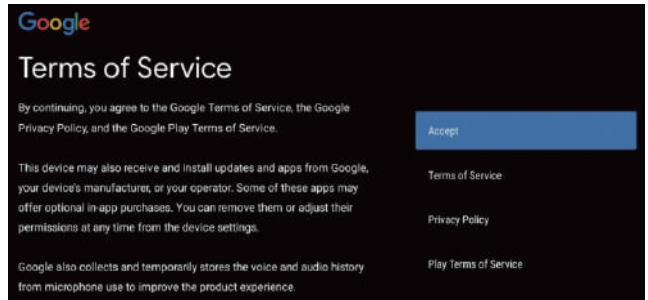 Google
Terms of Service
By continuing, you agree to the Google Terms of Service, the Google
Privacy Policy, and the Google Play Terms of Service.
This device may also receive and install updates and apps from Google,
your device's manufacturer, or your operator. Some of these apps may
offer optional in-app purchases. You can remove them or adjust their
permissions at any time from the device settings.
Google also collects and temporarily stores the voice and audio history
from microphone use to improve the product experience.
Accept
Terms of Service
Privacy Policy
Play Terms of Service